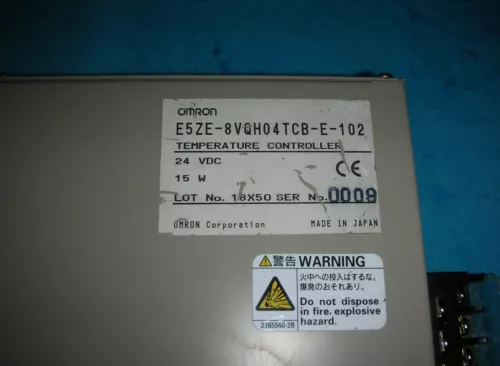 OMRON
E5ZE-8VQH04TCB-E-102
TEMPERATURE CONTROLLER
24 VDC
15 W
CE
LOT No. 18X50 SER No. 0008
OMRON Corporation MADE IN JAPAN
警告 WARNING
火中への投入はするな。
爆発のおそれあり。
Do not dispose
in fire, explosive
hazard.
2285560-2B